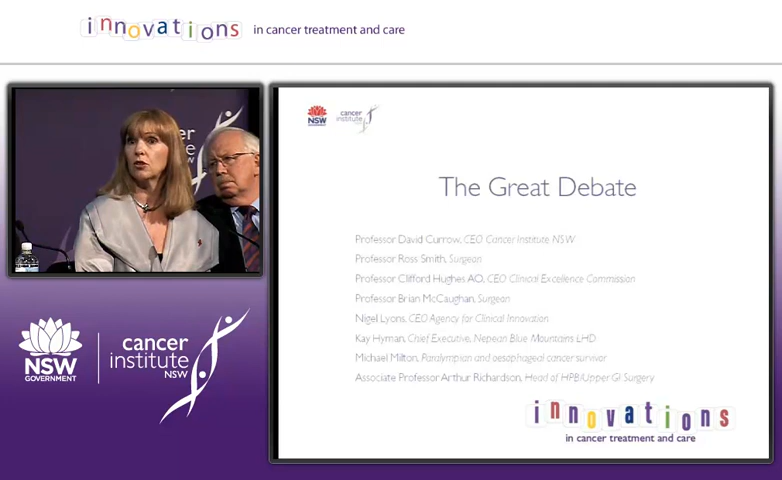 innovations in cancer treatment and care
NSW
GOVERNMENT
cancer
institute
NSW
The Great Debate
Professor David Currow, CEO Cancer Institute NSW
Professor Ross Smith, Surgeon
Professor Clifford Hughes AO, CEO Clinical Excellence Commission
Professor Brian McCaughan, Surgeon
Nigel Lyons, CEO Agency for Clinical Innovation
Kay Hyman, Chief Executive, Nepean Blue Mountains LHD
Michael Milton, Paralympian and oesophageal cancer survivor
Associate Professor Arthur Richardson, Head of HPB/Upper GI Surgery
innovations
in cancer treatment and care
NSW
GOVERNMENT
cancer
institute
NSW